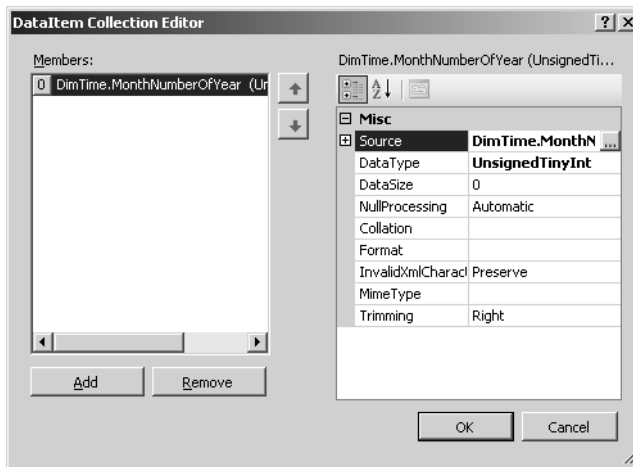 DataItem Collection Editor
Members:
0 DimTime.MonthNumberOfYear (Ur
Add
Remove
DimTime.MonthNumberOfYear (UnsignedTi...
Misc
Source DimTime.MonthN ...
DataType UnsignedTinyInt
DataSize 0
NullProcessing Automatic
Collation
Format
InvalidXmlCharact Preserve
MimeType
Trimming Right
OK
Cancel